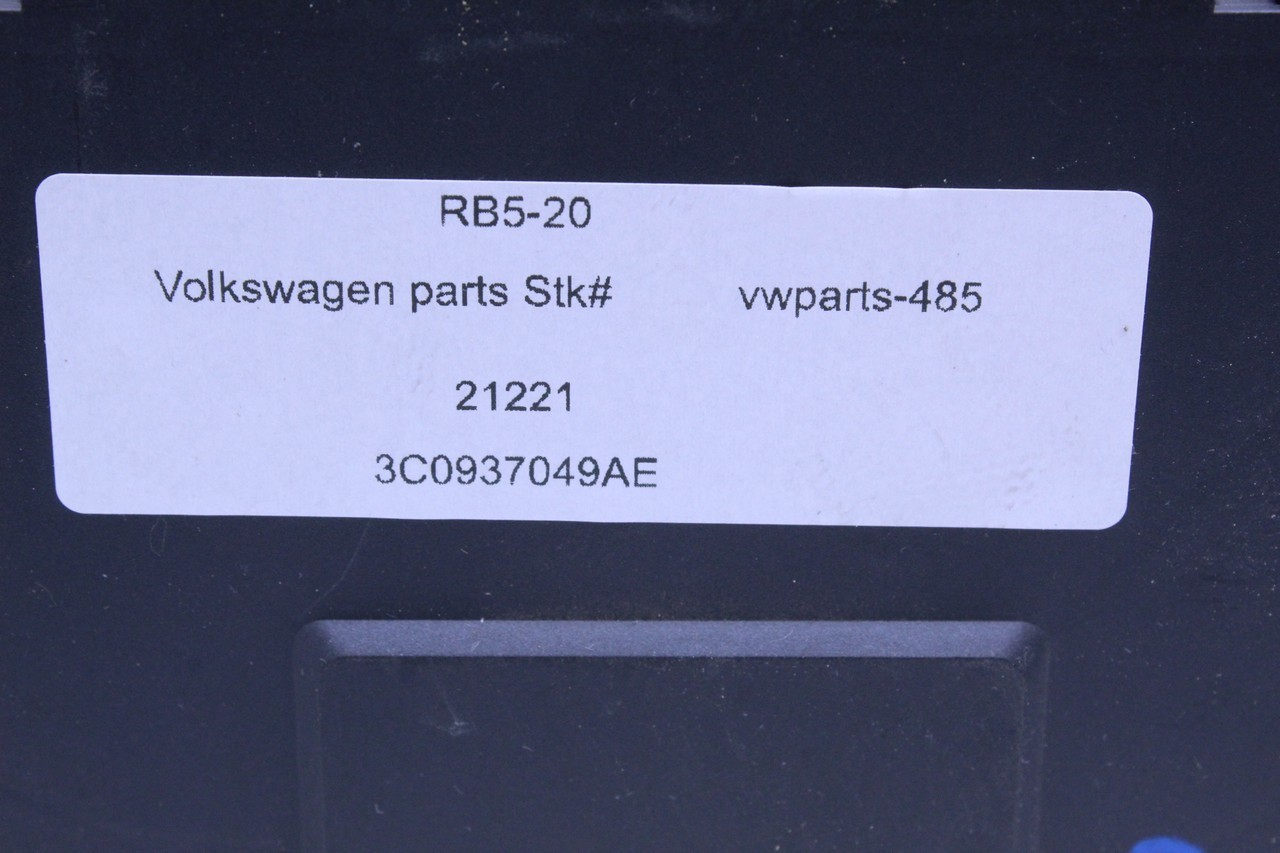 RB5-20
Volkswagen parts Stk# vwparts-485
21221
3C0937049AE